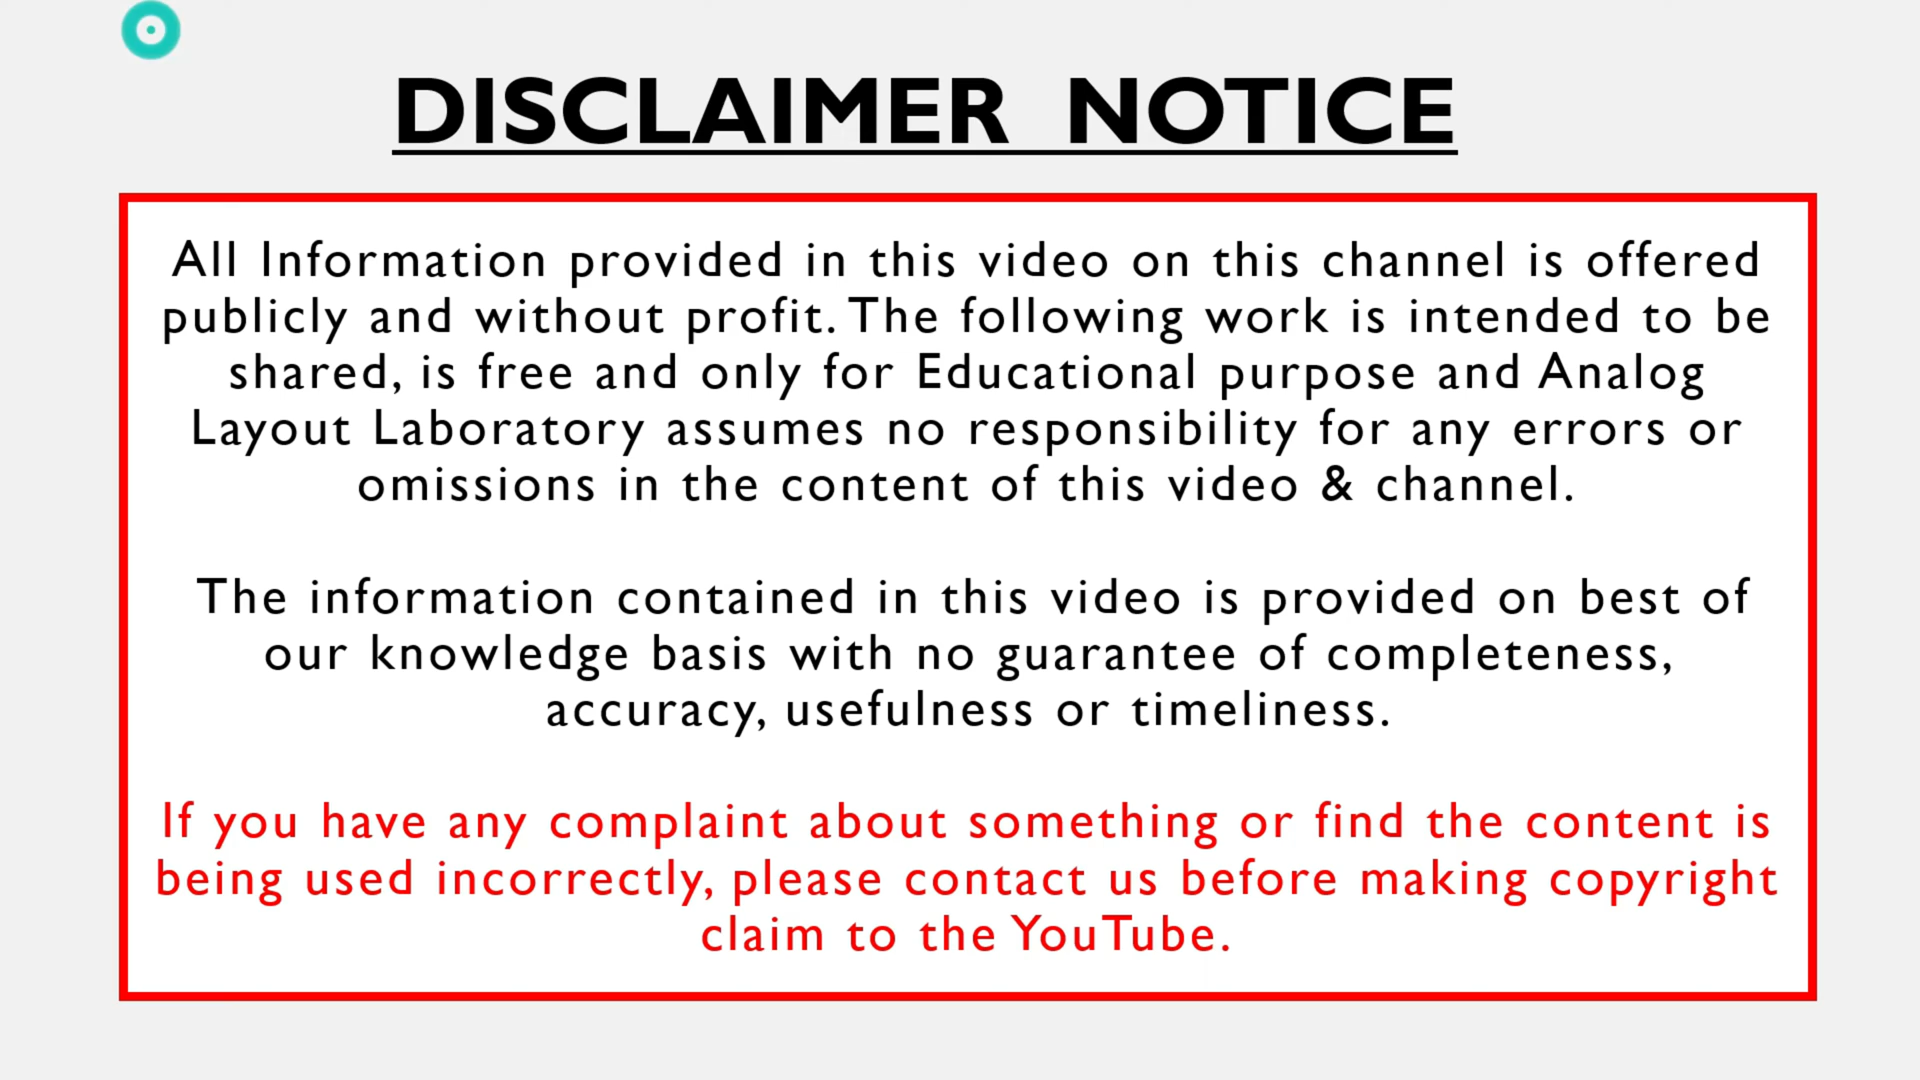 DISCLAIMER NOTICE
All Information provided in this video on this channel is offered
publicly and without profit. The following work is intended to be
shared, is free and only for Educational purpose and Analog
Layout Laboratory assumes no responsibility for any errors or
omissions in the content of this video & channel.
The information contained in this video is provided on best of
our knowledge basis with no guarantee of completeness,
accuracy, usefulness or timeliness.
If you have any complaint about something or find the content is
being used incorrectly, please contact us before making copyright
claim to the YouTube.